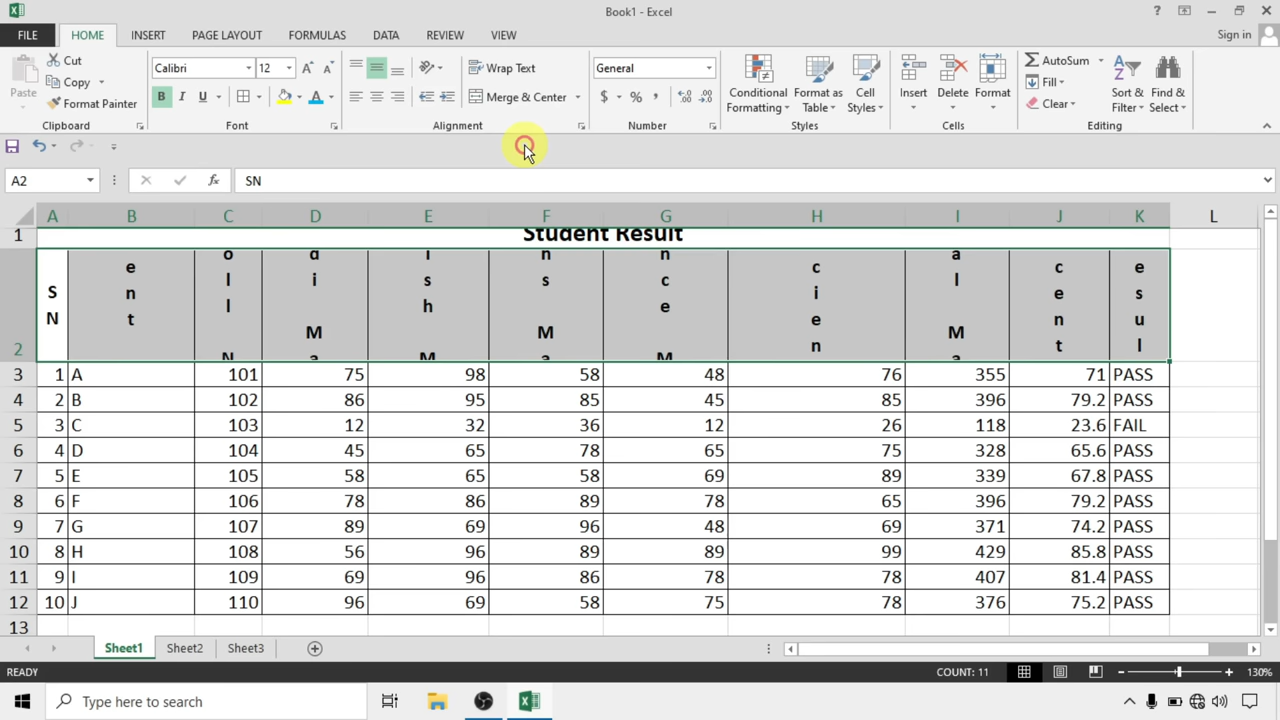 Book1 - Excel
?
FILE HOME INSERT PAGE LAYOUT FORMULAS DATA REVIEW VIEW Sign in
Paste Cut Copy Format Painter Clipboard
Calibri 12 A A B I U A Font
Wrap Text Merge & Center Alignment
General $ % , Number
Conditional Formatting Format as Table Cell Styles Styles
Insert Delete Format Cells
AutoSum Fill Clear Sort & Filter Find & Select Editing
A2 fx SN
A B C D E F G H I J K L
1 Student Result
2 S N e n t o l l N d i M a i s h M n s M a n c e M c i e n a l M a c e n t e s u l
3 1 A 101 75 98 58 48 76 355 71 PASS
4 2 B 102 86 95 85 45 85 396 79.2 PASS
5 3 C 103 12 32 36 12 26 118 23.6 FAIL
6 4 D 104 45 65 78 65 75 328 65.6 PASS
7 5 E 105 58 65 58 69 89 339 67.8 PASS
8 6 F 106 78 86 89 78 65 396 79.2 PASS
9 7 G 107 89 69 96 48 69 371 74.2 PASS
10 8 H 108 56 96 89 89 99 429 85.8 PASS
11 9 I 109 69 96 86 78 78 407 81.4 PASS
12 10 J 110 96 69 58 75 78 376 75.2 PASS
13
Sheet1 Sheet2 Sheet3
READY COUNT: 11 130%
Type here to search